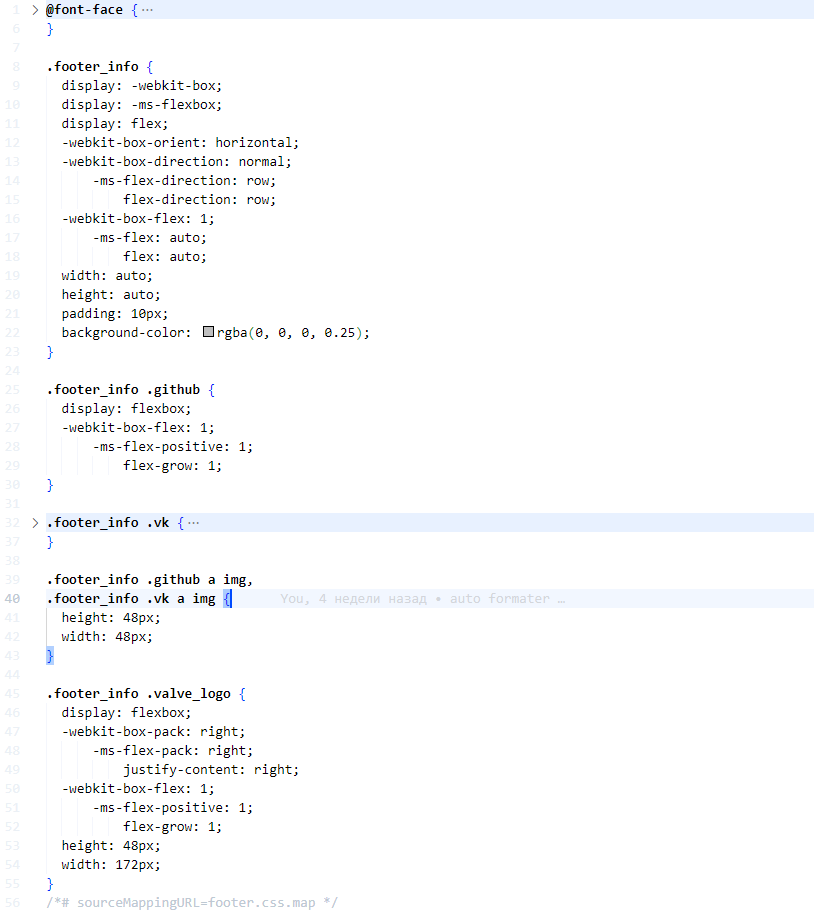 1 > @font-face { ···
6 }
7
8 .footer_info {
9   display: -webkit-box;
10   display: -ms-flexbox;
11   display: flex;
12   -webkit-box-orient: horizontal;
13   -webkit-box-direction: normal;
14       -ms-flex-direction: row;
15           flex-direction: row;
16   -webkit-box-flex: 1;
17       -ms-flex: auto;
18           flex: auto;
19   width: auto;
20   height: auto;
21   padding: 10px;
22   background-color: rgba(0, 0, 0, 0.25);
23 }
24
25 .footer_info .github {
26   display: flexbox;
27   -webkit-box-flex: 1;
28       -ms-flex-positive: 1;
29           flex-grow: 1;
30 }
31
32 > .footer_info .vk { ···
37 }
38
39 .footer_info .github a img,
40 .footer_info .vk a img { You, 4 недели назад • auto formater …
41   height: 48px;
42   width: 48px;
43 }
44
45 .footer_info .valve_logo {
46   display: flexbox;
47   -webkit-box-pack: right;
48       -ms-flex-pack: right;
49           justify-content: right;
50   -webkit-box-flex: 1;
51       -ms-flex-positive: 1;
52           flex-grow: 1;
53   height: 48px;
54   width: 172px;
55 }
56 /*# sourceMappingURL=footer.css.map */